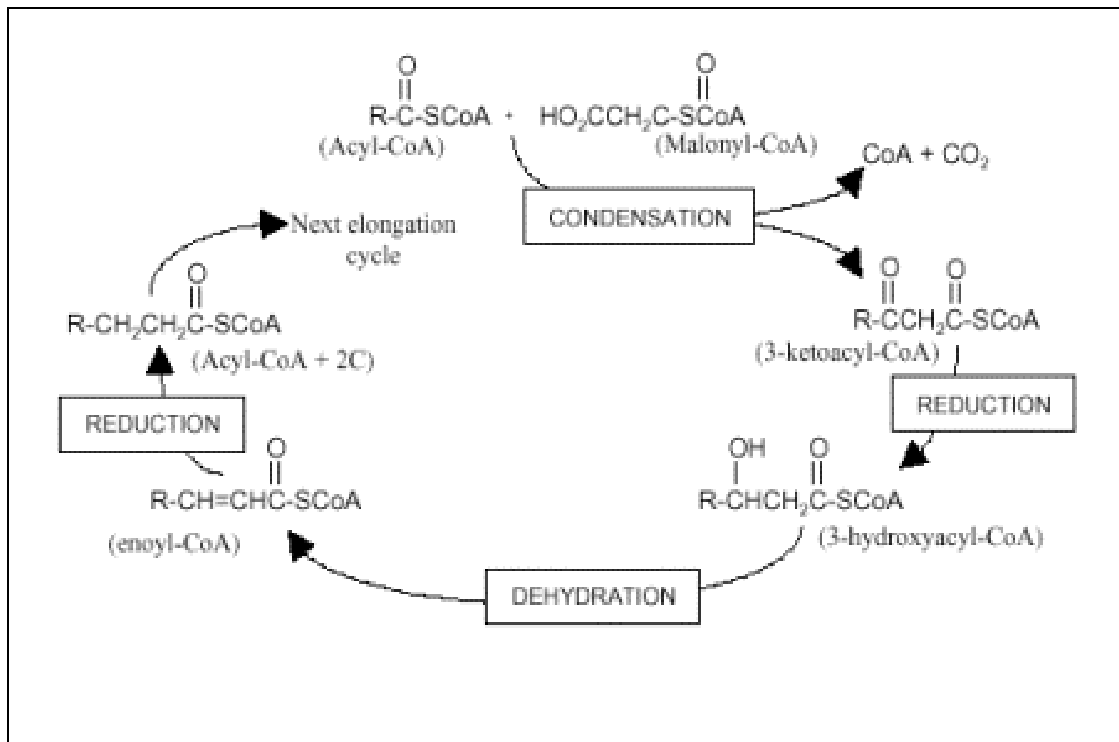 O
O
R-C-SCoA + HO₂CCH₂C-SCoA
(Acyl-CoA) (Malonyl-CoA)
CoA + CO₂
CONDENSATION
Next elongation
cycle
O
O O
R-CH₂CH₂C-SCoA
R-CCH₂C-SCoA
(Acyl-CoA + 2C)
(3-ketoacyl-CoA)
REDUCTION
REDUCTION
O
OH O
R-CH=CHC-SCoA
R-CHCH₂C-SCoA
(enoyl-CoA)
(3-hydroxyacyl-CoA)
DEHYDRATION